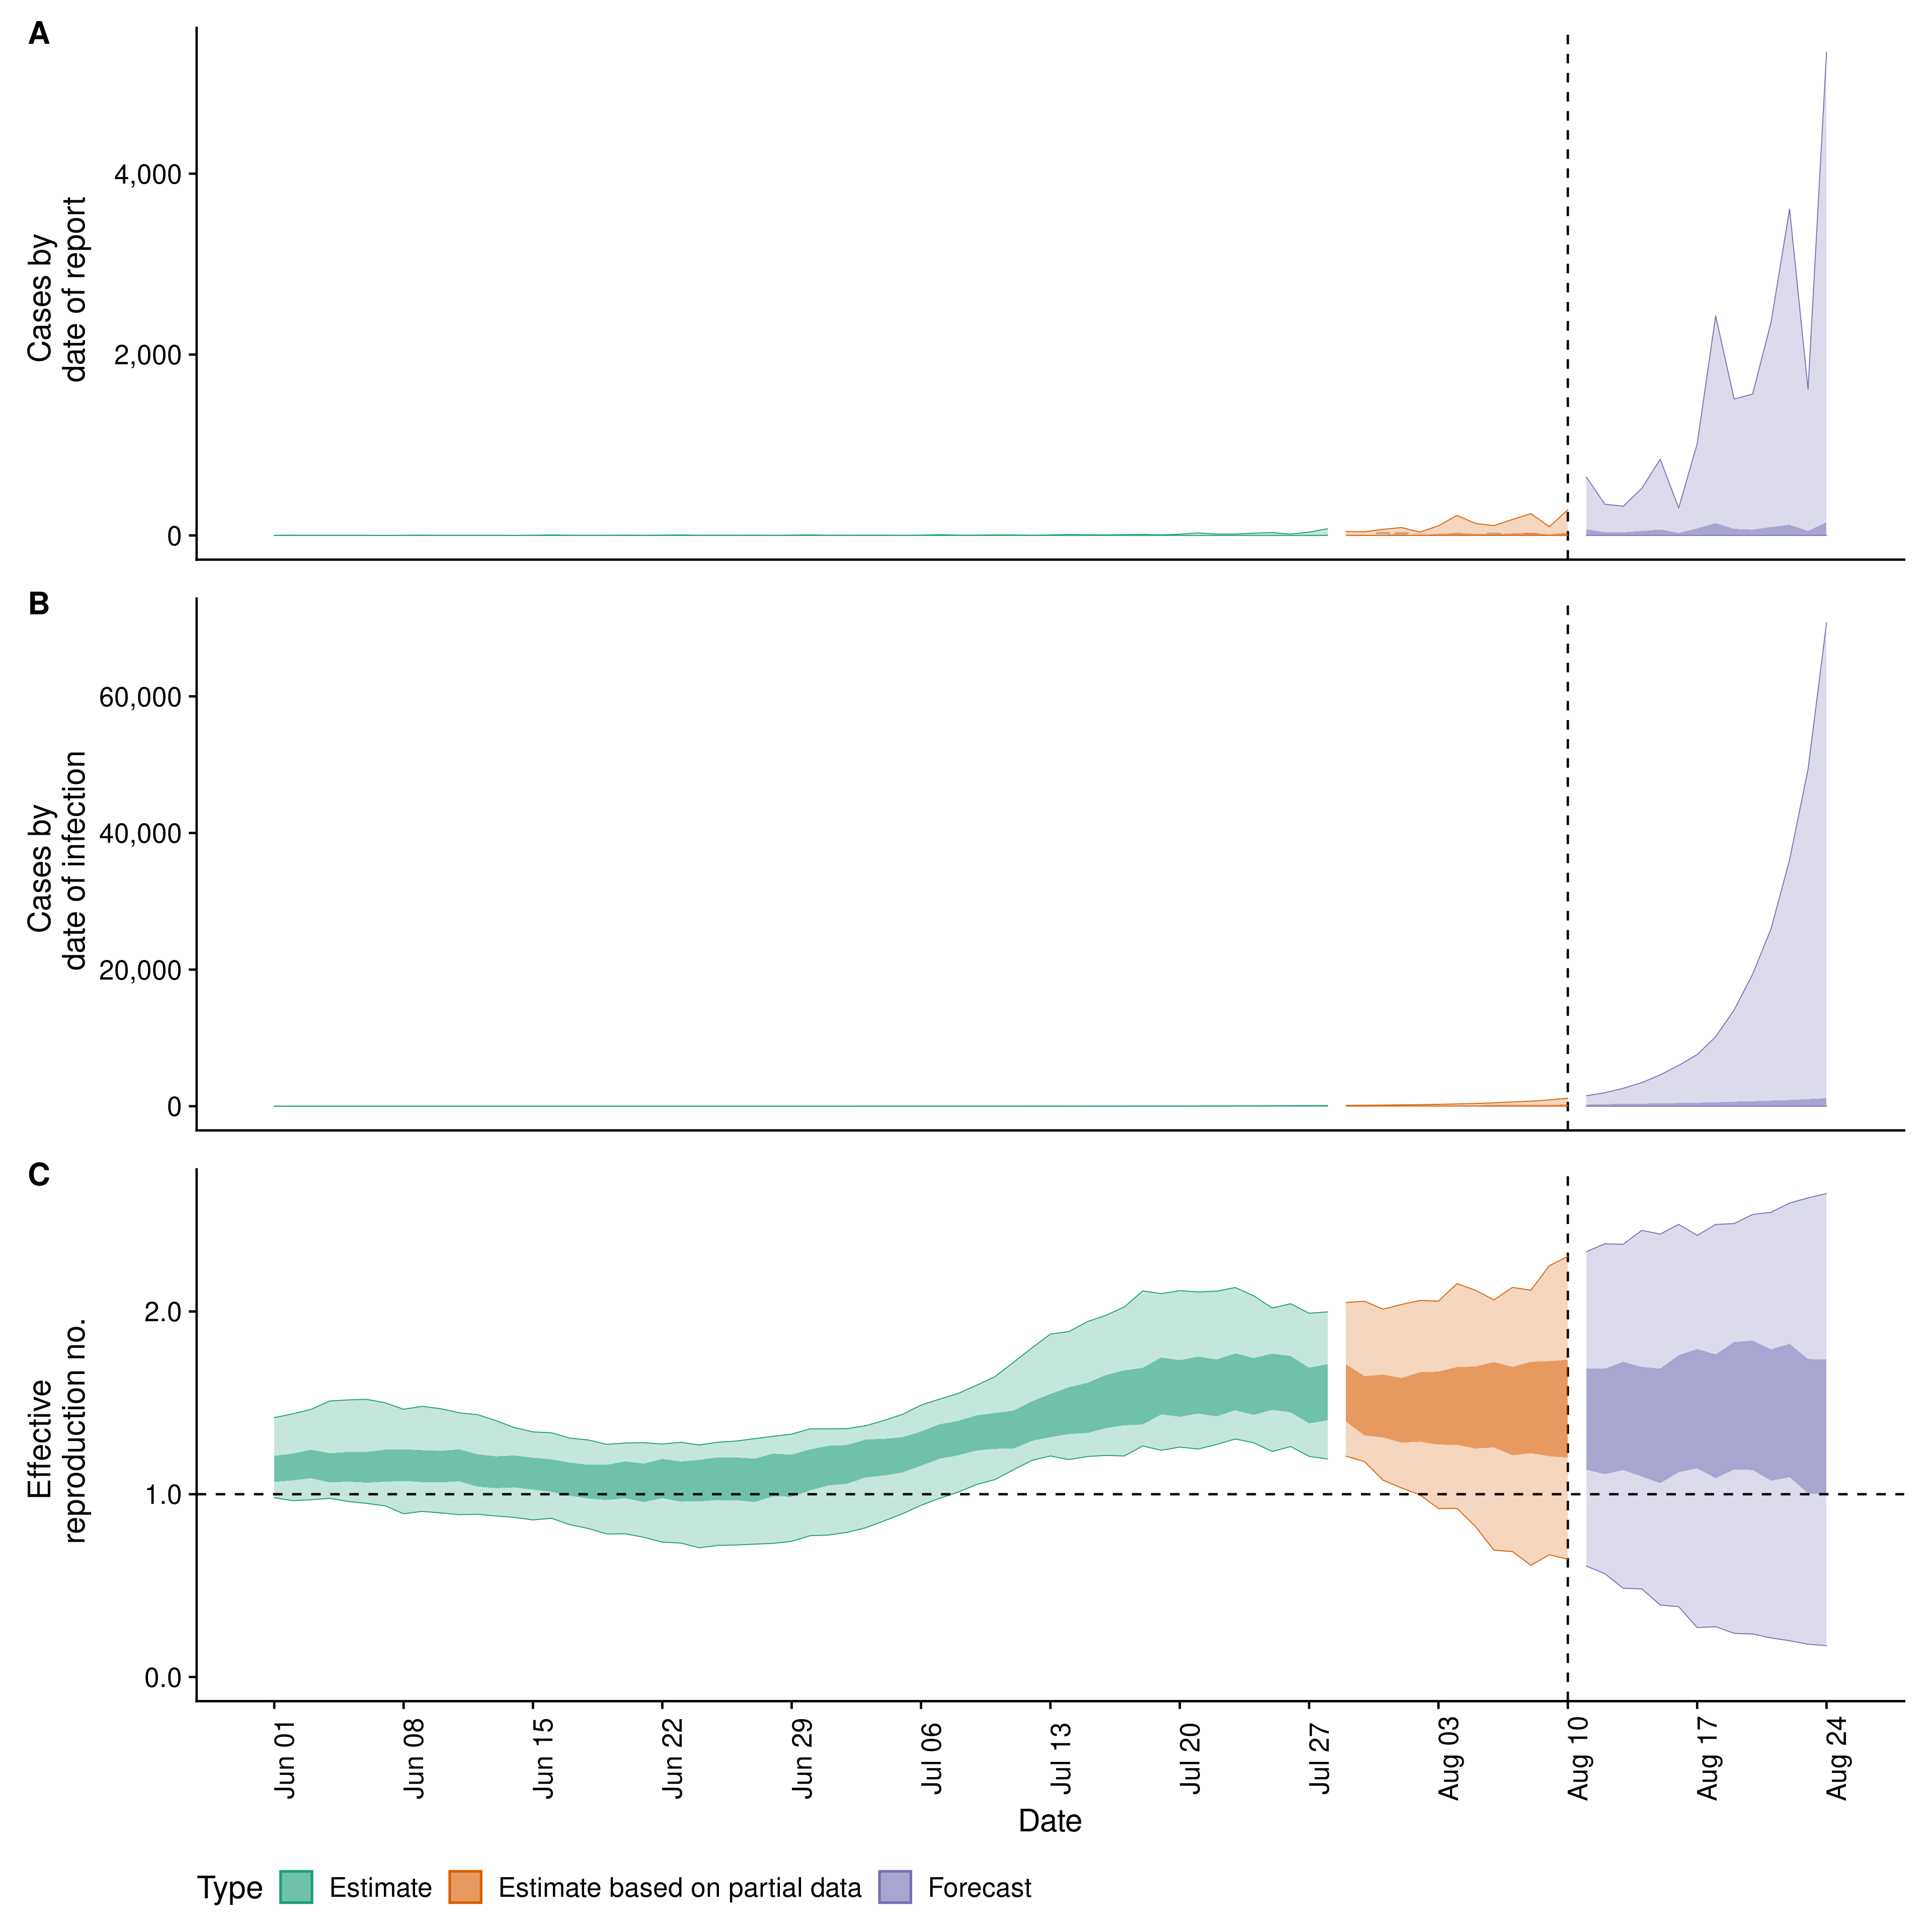 A
Cases by
date of report
4,000
2,000
0
B
Cases by
date of infection
60,000
40,000
20,000
0
C
Effective
reproduction no.
2.0
1.0
0.0
Jun 01
Jun 08
Jun 15
Jun 22
Jun 29
Jul 06
Jul 13
Jul 20
Jul 27
Aug 03
Aug 10
Aug 17
Aug 24
Date
Type Estimate Estimate based on partial data Forecast